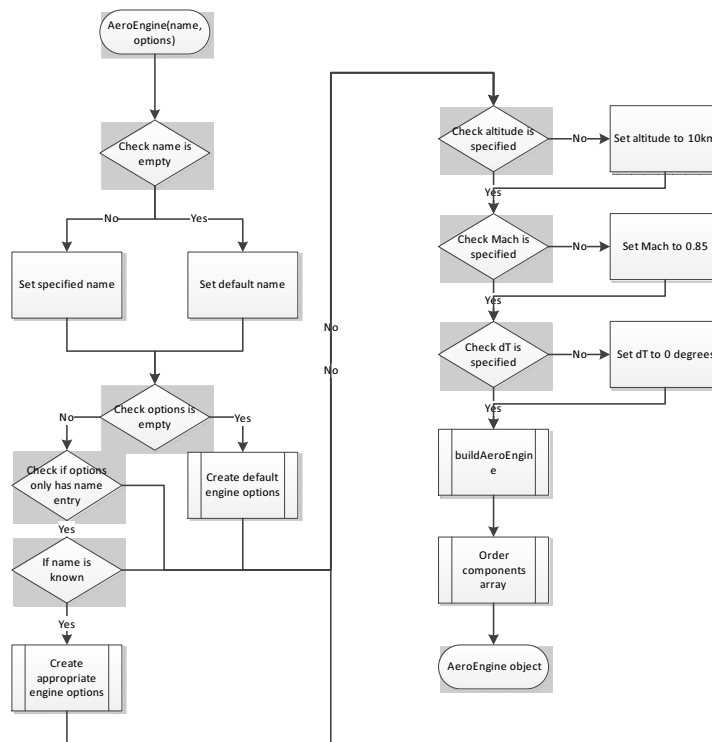 AeroEngine(name,
options)
Check name is
empty
No
Yes
Set specified name
Set default name
Check options is
empty
No
Yes
Check if options
only has name
entry
Create default
engine options
Yes
If name is
known
Yes
Create
appropriate
engine options
No
No
Check altitude is
specified
No
Set altitude to 10km
Yes
Check Mach is
specified
No
Set Mach to 0.85
Yes
Check dT is
specified
No
Set dT to 0 degrees
Yes
buildAeroEngin
e
Order
components
array
AeroEngine object